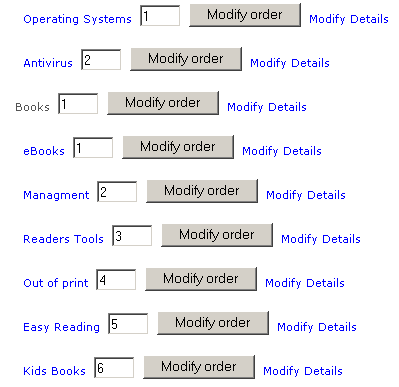 Operating Systems 1 Modify order Modify Details
Antivirus 2 Modify order Modify Details
Books 1 Modify order Modify Details
eBooks 1 Modify order Modify Details
Managment 2 Modify order Modify Details
Readers Tools 3 Modify order Modify Details
Out of print 4 Modify order Modify Details
Easy Reading 5 Modify order Modify Details
Kids Books 6 Modify order Modify Details